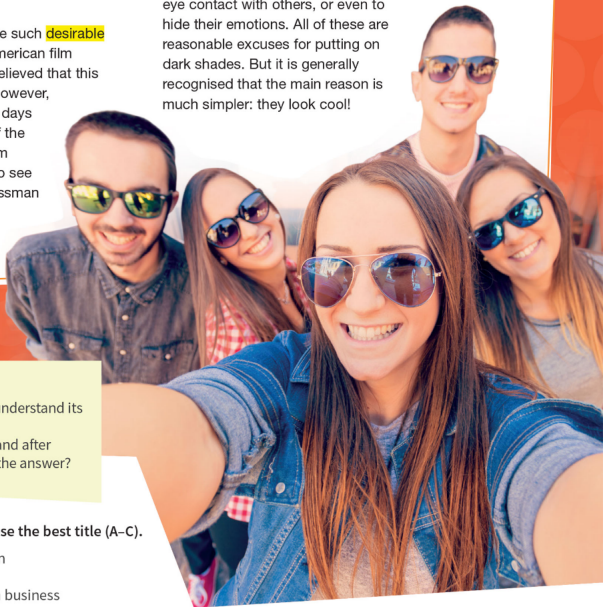 e such desirable
merican film
elieved that this
owever,
days
f the
m
o see
ssman
eye contact with others, or even to
hide their emotions. All of these are
reasonable excuses for putting on
dark shades. But it is generally
recognised that the main reason is
much simpler: they look cool!
nderstand its
and after
the answer?
se the best title (A–C).
n
business